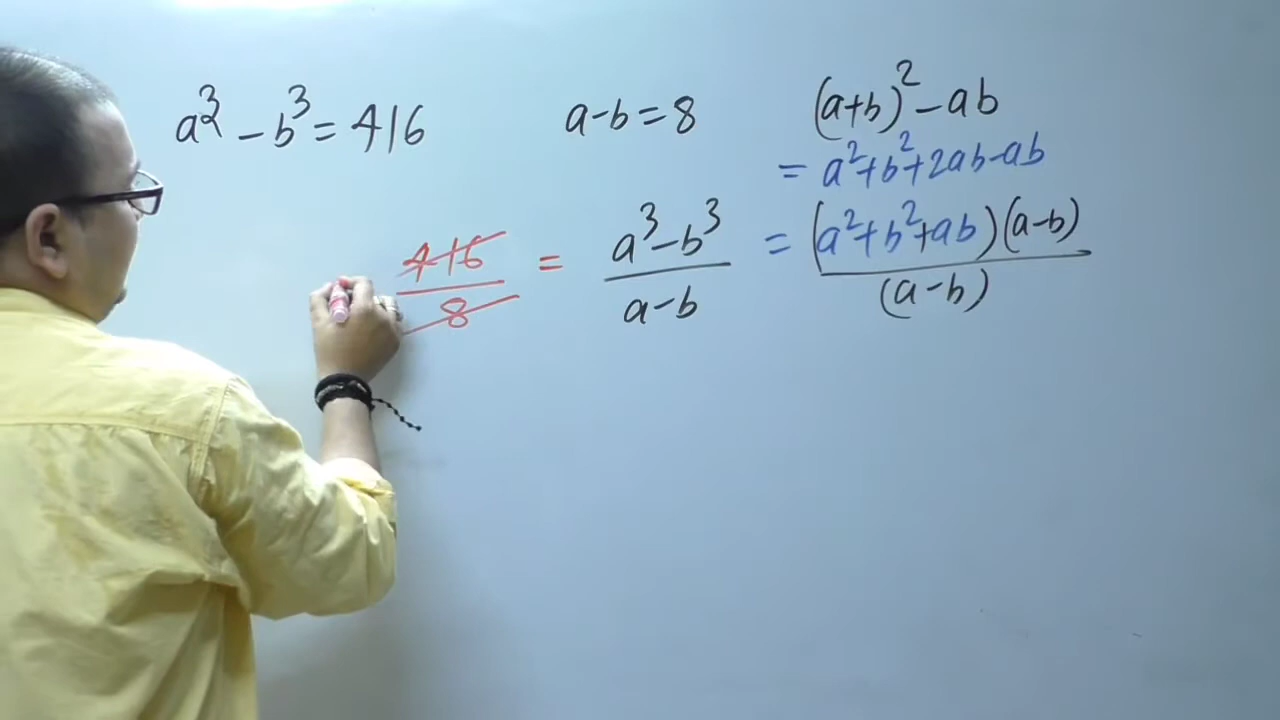 a³ - b³ = 416
a-b = 8
(a+b)² - ab
= a²+b²+2ab-ab
416/8 = (a³-b³)/(a-b) = (a²+b²+ab)(a-b)/(a-b)